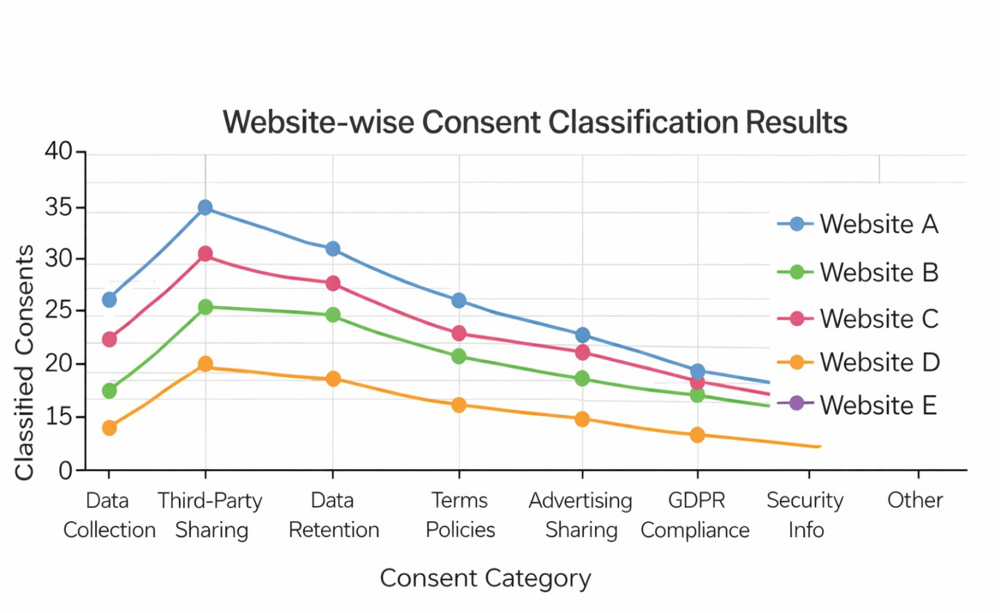 Website-wise Consent Classification Results
40
35
30
25
20
15
0
Classified Consents
Website A
Website B
Website C
Website D
Website E
Data Collection
Third-Party Sharing
Data Retention
Terms Policies
Advertising Sharing
GDPR Compliance
Security Info
Other
Consent Category